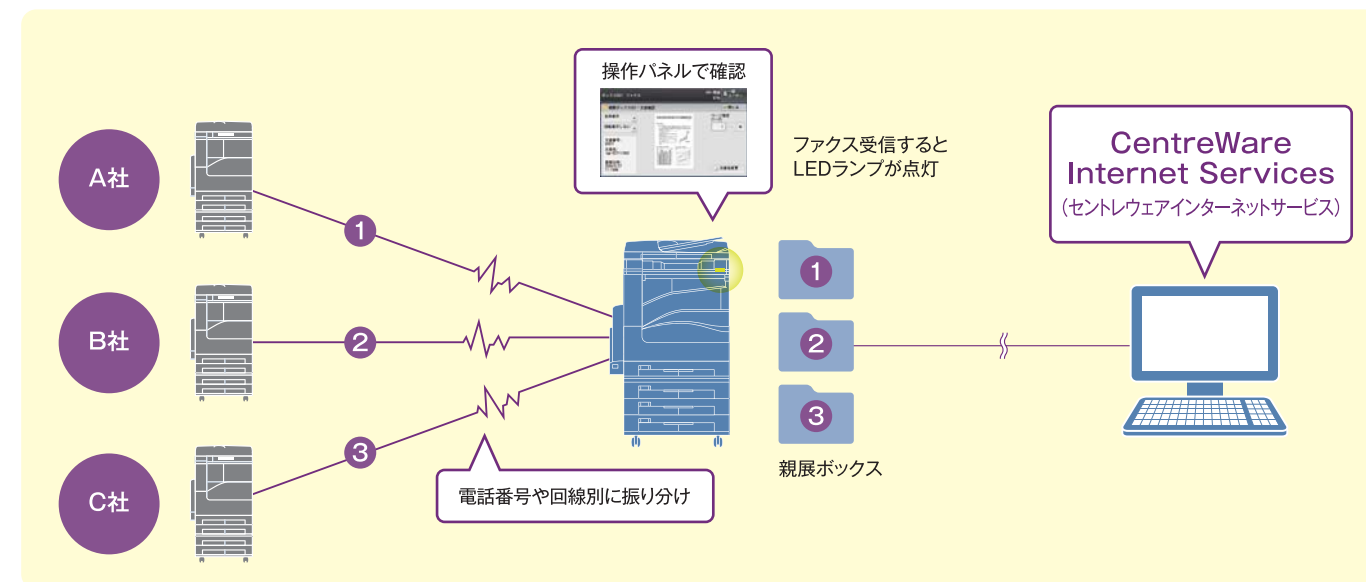 操作パネルで確認
ファクス受信すると
LEDランプが点灯
CentreWare
Internet Services
(セントレウェアインターネットサービス)
A社
1
1
B社
2
2
3
3
親展ボックス
C社
電話番号や回線別に振り分け